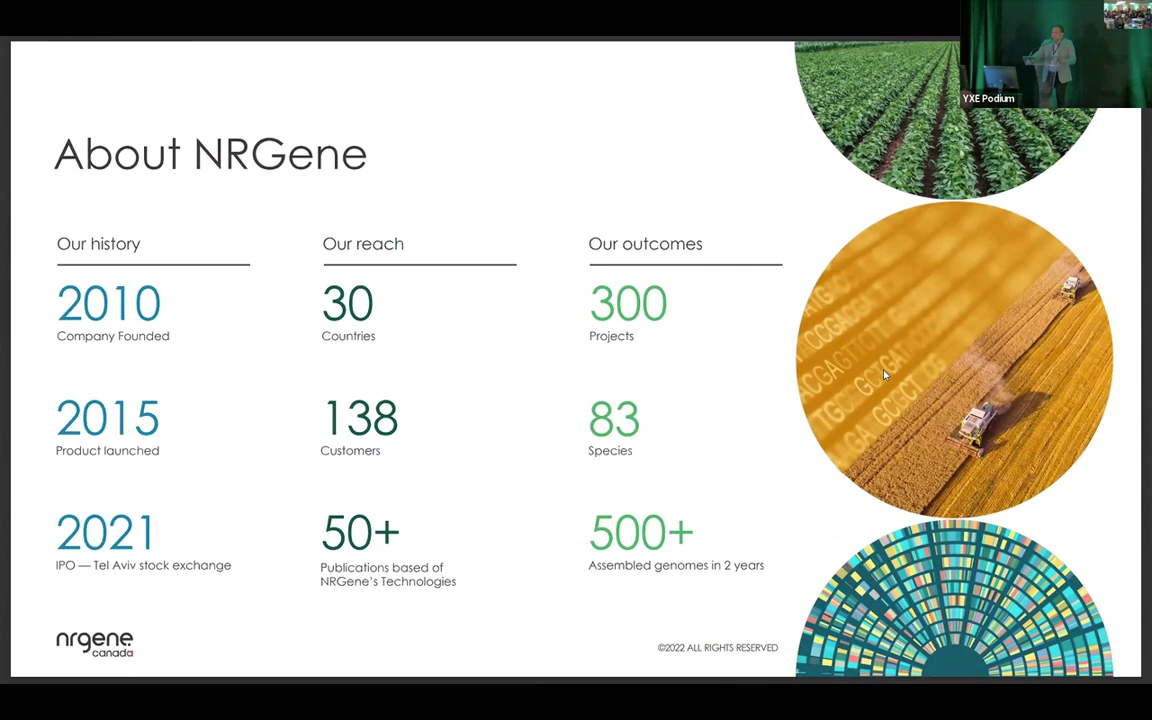 YXE Podium
About NRGene
Our history
2010
Company Founded
2015
Product launched
2021
IPO — Tel Aviv stock exchange
Our reach
30
Countries
138
Customers
50+
Publications based of
NRGene's Technologies
Our outcomes
300
Projects
83
Species
500+
Assembled genomes in 2 years
nrgene
canada
©2022 ALL RIGHTS RESERVED